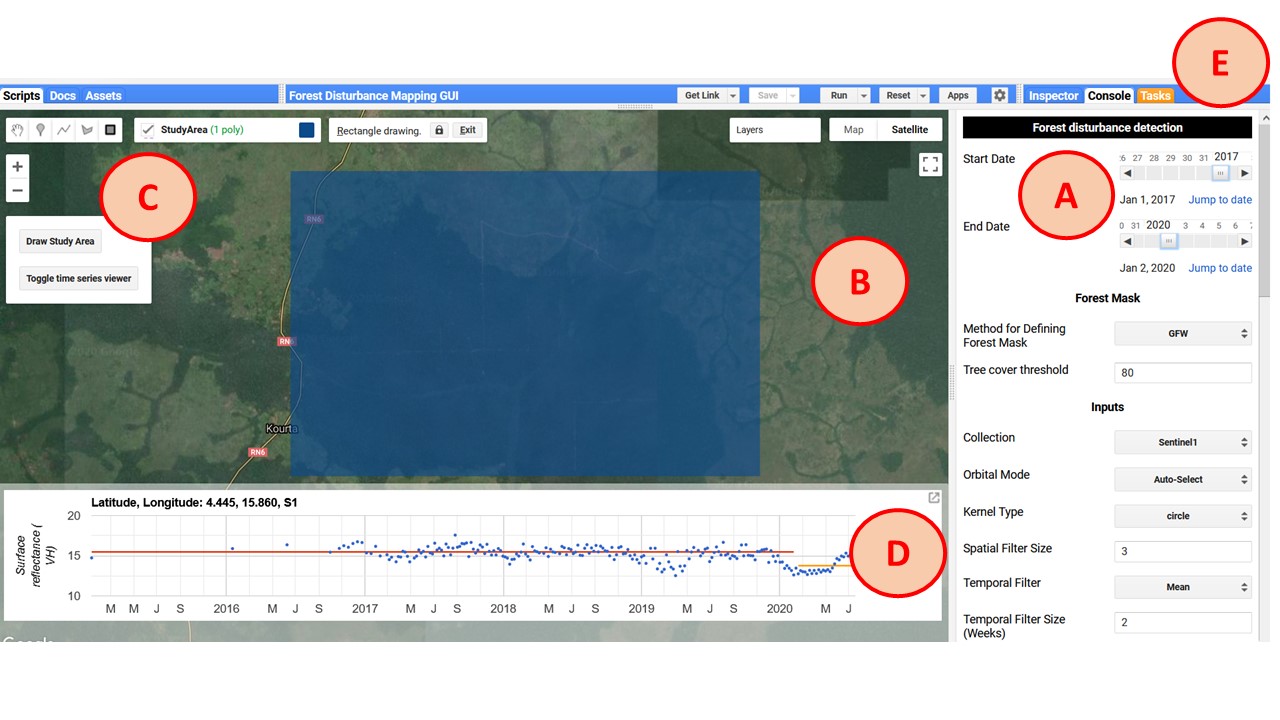 E
Scripts Docs Assets
Forest Disturbance Mapping GUI
Get Link Save Run Reset Apps
Inspector Console Tasks
StudyArea (1 poly)
Rectangle drawing. Exit
Layers
Map Satellite
+
−
C
Draw Study Area
Toggle time series viewer
RN6
RN6
Kourta
RN6
B
Forest disturbance detection
Start Date
26 27 28 29 30 31 2017
Jan 1, 2017 Jump to date
A
End Date
30 31 2020 3 4 5 6 7
Jan 2, 2020 Jump to date
Forest Mask
Method for Defining
Forest Mask
GFW
Tree cover threshold 80
Inputs
Collection Sentinel1
Orbital Mode Auto-Select
Kernel Type circle
Spatial Filter Size 3
Temporal Filter Mean
Temporal Filter Size
(Weeks)
2
Latitude, Longitude: 4.445, 15.860, S1
Surface
reflectance (
VH)
20
15
10
M M J S 2016 M J S 2017 M J S 2018 M J S 2019 M J S 2020 M J
D
Google